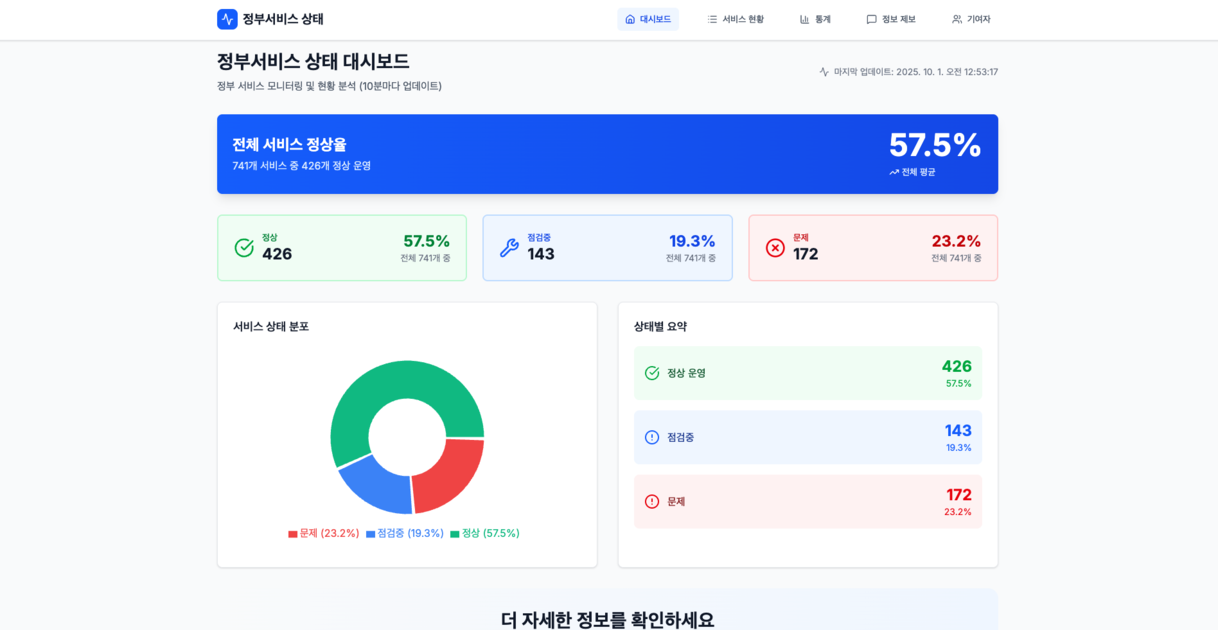 정부서비스 상태
대시보드
서비스 현황
통계
정보 제보
기여자
정부서비스 상태 대시보드
정부 서비스 모니터링 및 현황 분석 (10분마다 업데이트)
마지막 업데이트: 2025. 10. 1. 오전 12:53:17
전체 서비스 정상율
741개 서비스 중 426개 정상 운영
57.5%
전체 평균
정상
426
57.5%
전체 741개 중
점검중
143
19.3%
전체 741개 중
문제
172
23.2%
전체 741개 중
서비스 상태 분포
문제 (23.2%) 점검중 (19.3%) 정상 (57.5%)
상태별 요약
정상 운영
426
57.5%
점검중
143
19.3%
문제
172
23.2%
더 자세한 정보를 확인하세요